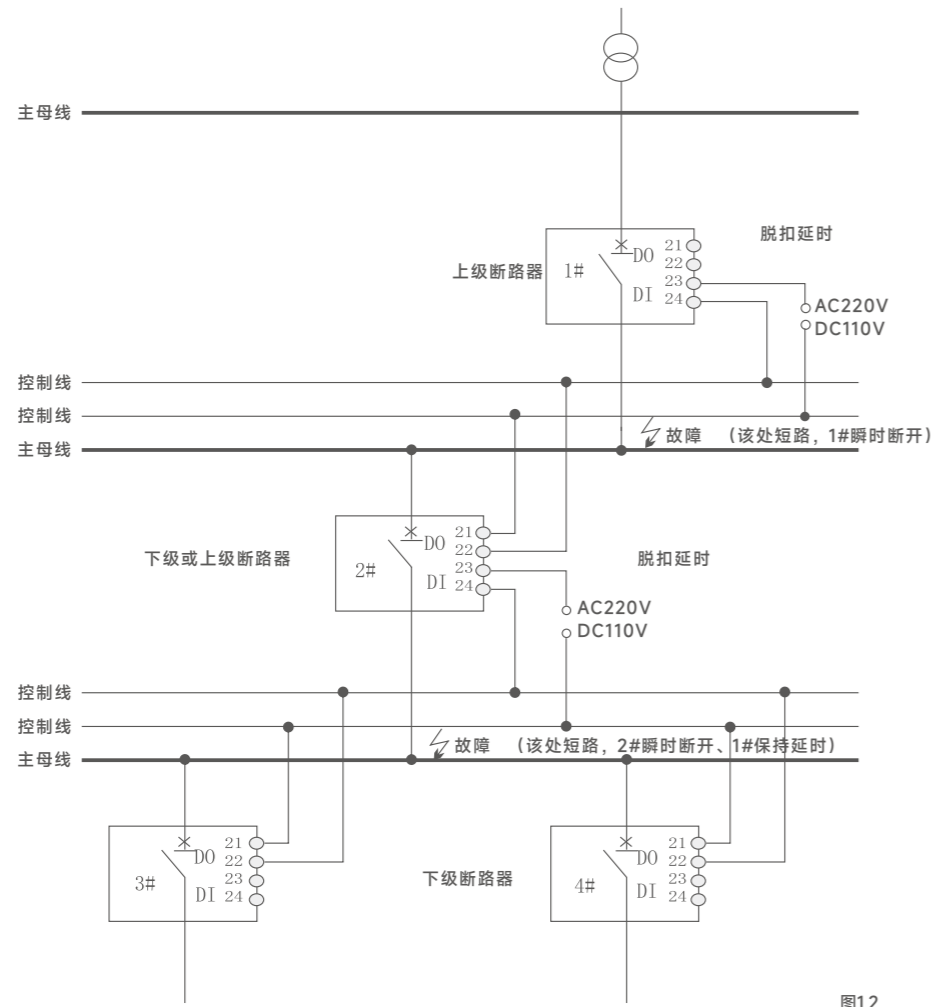 主母线
脱扣延时
上级断路器
1#
DO
DI
21
22
23
24
AC220V
DC110V
控制线
控制线
故障 (该处短路，1#瞬时断开)
主母线
下级或上级断路器
2#
DO
DI
21
22
23
24
脱扣延时
AC220V
DC110V
控制线
控制线
故障 (该处短路，2#瞬时断开、1#保持延时)
主母线
3#
DO
DI
21
22
23
24
下级断路器
4#
DO
DI
21
22
23
24
图12